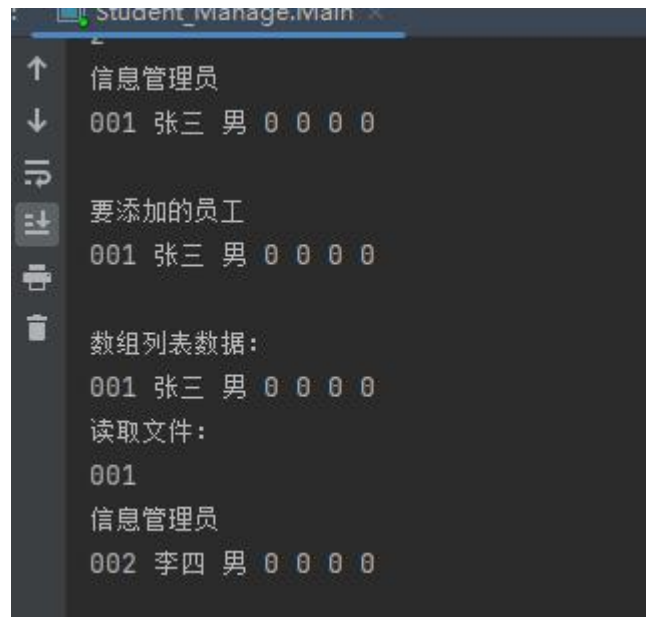 Student_Manage.Main
信息管理员
001 张三 男 0 0 0 0
要添加的员工
001 张三 男 0 0 0 0
数组列表数据:
001 张三 男 0 0 0 0
读取文件:
001
信息管理员
002 李四 男 0 0 0 0